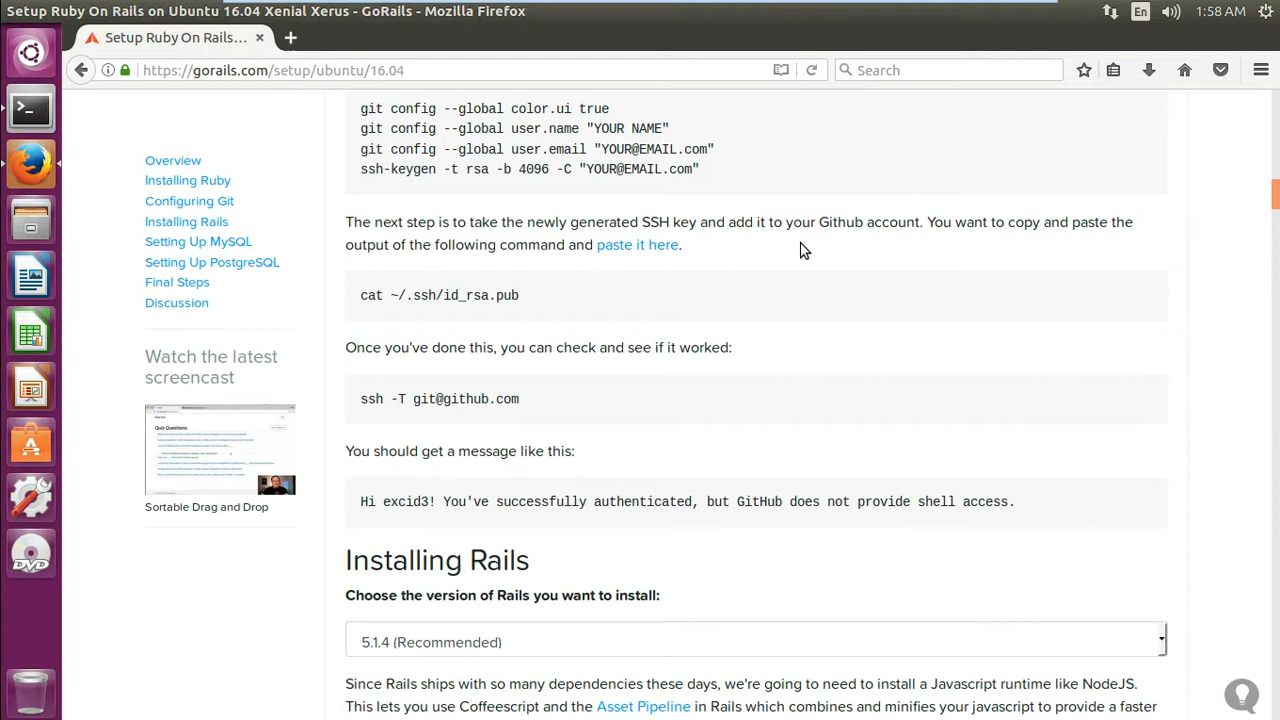 Setup Ruby On Rails on Ubuntu 16.04 Xenial Xerus - GoRails - Mozilla Firefox
En
1:58 AM
Setup Ruby On Rails...
https://gorails.com/setup/ubuntu/16.04
Search
git config --global color.ui true
git config --global user.name "YOUR NAME"
git config --global user.email "YOUR@EMAIL.com"
ssh-keygen -t rsa -b 4096 -C "YOUR@EMAIL.com"
Overview
Installing Ruby
Configuring Git
Installing Rails
Setting Up MySQL
Setting Up PostgreSQL
Final Steps
Discussion
Watch the latest
screencast
Quiz Questions
Sortable Drag and Drop
The next step is to take the newly generated SSH key and add it to your Github account. You want to copy and paste the
output of the following command and paste it here.
cat ~/.ssh/id_rsa.pub
Once you've done this, you can check and see if it worked:
ssh -T git@github.com
You should get a message like this:
Hi excid3! You've successfully authenticated, but GitHub does not provide shell access.
Installing Rails
Choose the version of Rails you want to install:
5.1.4 (Recommended)
Since Rails ships with so many dependencies these days, we're going to need to install a Javascript runtime like NodeJS.
This lets you use Coffeescript and the Asset Pipeline in Rails which combines and minifies your javascript to provide a faster